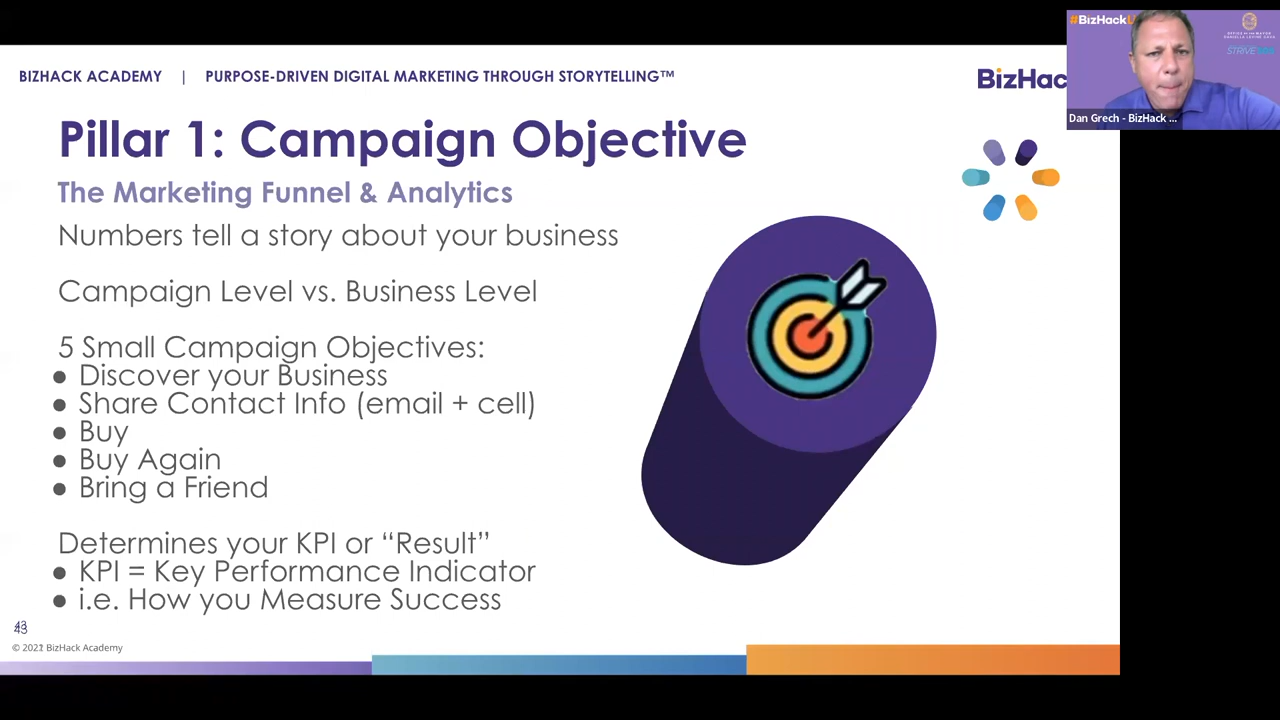 BIZHACK ACADEMY | PURPOSE-DRIVEN DIGITAL MARKETING THROUGH STORYTELLING™
BizHac
#BizHackL
Dan Grech - BizHack ...
Pillar 1: Campaign Objective
The Marketing Funnel & Analytics
Numbers tell a story about your business
Campaign Level vs. Business Level
5 Small Campaign Objectives:
● Discover your Business
● Share Contact Info (email + cell)
● Buy
● Buy Again
● Bring a Friend
Determines your KPI or “Result”
● KPI = Key Performance Indicator
● i.e. How you Measure Success
43
BizHack Academy